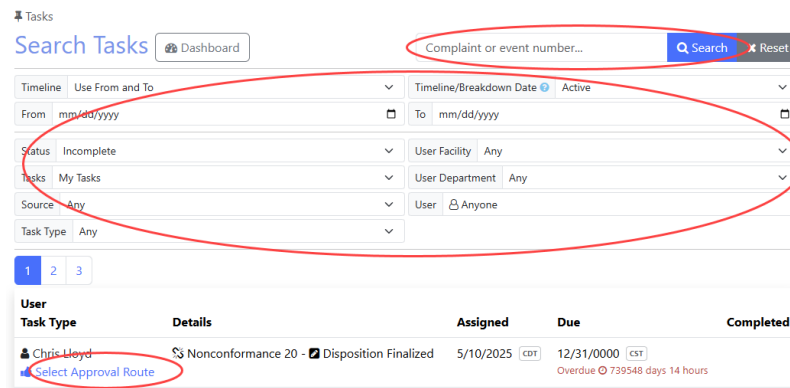 Tasks
Search Tasks Dashboard Complaint or event number... Search Reset
Timeline Use From and To Timeline/Breakdown Date Active
From mm/dd/yyyy To mm/dd/yyyy
Status Incomplete User Facility Any
Tasks My Tasks User Department Any
Source Any User Anyone
Task Type Any
1 2 3
User
Task Type Details Assigned Due Completed
Chris Lloyd Nonconformance 20 - Disposition Finalized 5/10/2025 CDT 12/31/0000 CST
Select Approval Route Overdue 739548 days 14 hours